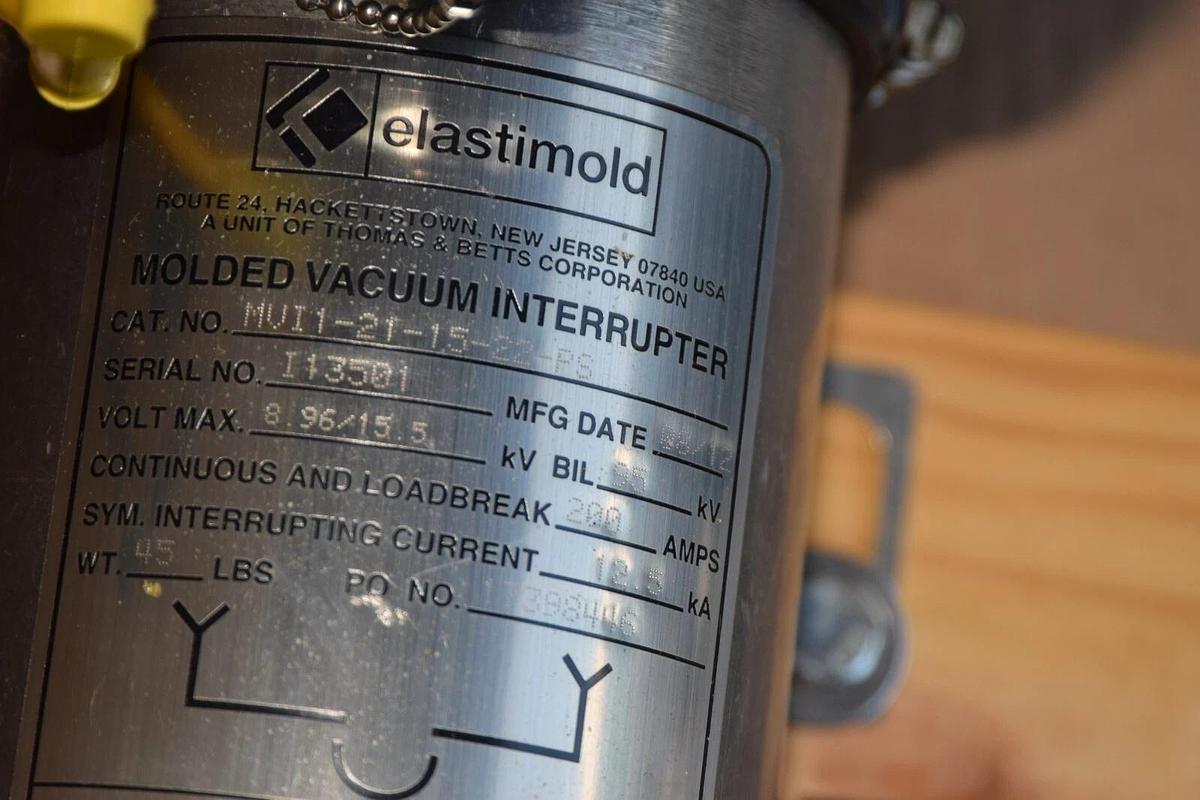 elastimold
ROUTE 24, HACKETTSTOWN, NEW JERSEY 07840 USA
A UNIT OF THOMAS & BETTS CORPORATION
MOLDED VACUUM INTERRUPTER
CAT. NO. MVI1-21-15-22-PS
SERIAL NO. I13501 MFG DATE
VOLT MAX. 8.96/15.5 kV BIL 95 kV
CONTINUOUS AND LOADBREAK 200 AMPS
SYM. INTERRUPTING CURRENT 12.5 kA
WT. 45 LBS PO NO. 398446